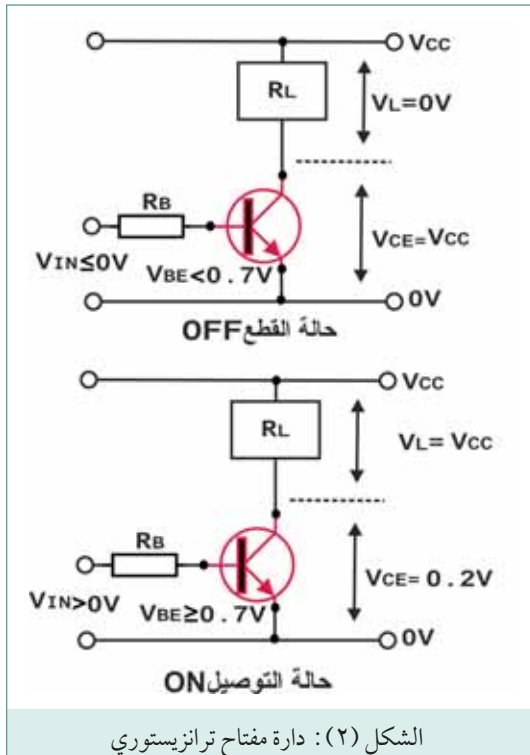 VCC
RL
VL=0V
RB
VCE=VCC
VIN≤0V
VBE<0.7V
0V
حالة القطعOFF
VCC
RL
VL= VCC
RB
VCE= 0.2V
VIN>0V
VBE≥0.7V
0V
حالة التوصيلON
الشكل (٢): دارة مفتاح ترانزيستوري